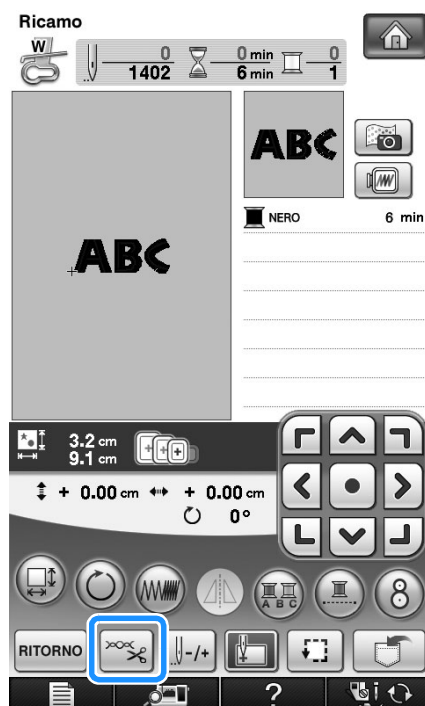 Ricamo
W
0 0 min 0
1402 6 min 1
ABC
NERO 6 min
ABC
3.2 cm
9.1 cm
+ 0.00 cm + 0.00 cm
0°
A B C
8
RITORNO -/+
? i